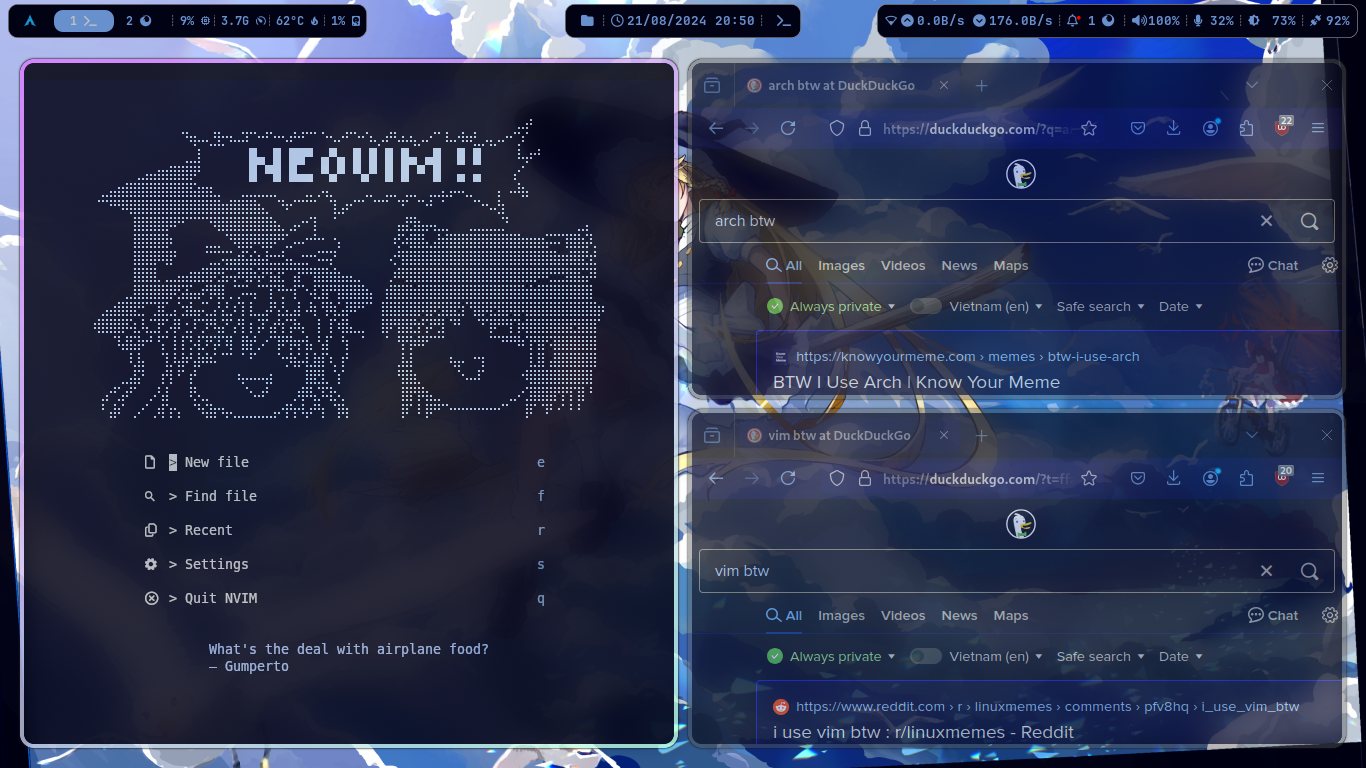 1 2 9% 3.7G 62°C 1%
21/08/2024 20:50
0.0B/s 176.0B/s 1 100% 32% 73% 92%
NEOVIM!!
> New file e
> Find file f
> Recent r
> Settings s
> Quit NVIM q
What's the deal with airplane food?
— Gumperto
arch btw at DuckDuckGo
https://duckduckgo.com/?q=a
22
arch btw
All Images Videos News Maps Chat
Always private Vietnam (en) Safe search Date
https://knowyourmeme.com › memes › btw-i-use-arch
BTW I Use Arch | Know Your Meme
vim btw at DuckDuckGo
https://duckduckgo.com/?t=ff
20
vim btw
All Images Videos News Maps Chat
Always private Vietnam (en) Safe search Date
https://www.reddit.com › r › linuxmemes › comments › pfv8hq › i_use_vim_btw
i use vim btw : r/linuxmemes - Reddit